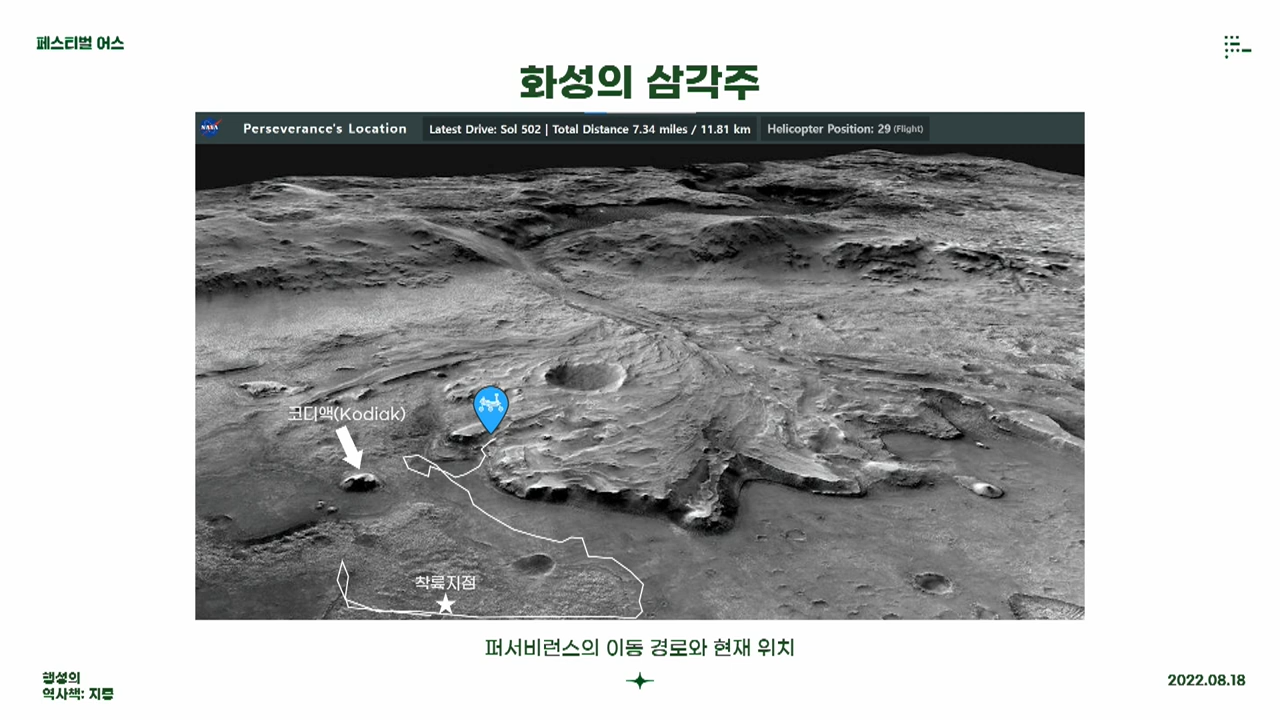 페스티벌 어스
화성의 삼각주
NASA
Perseverance's Location
Latest Drive: Sol 502 | Total Distance 7.34 miles / 11.81 km
Helicopter Position: 29 (Flight)
코디액(Kodiak)
착륙지점
퍼서비런스의 이동 경로와 현재 위치
행성의
역사책: 지층
2022.08.18